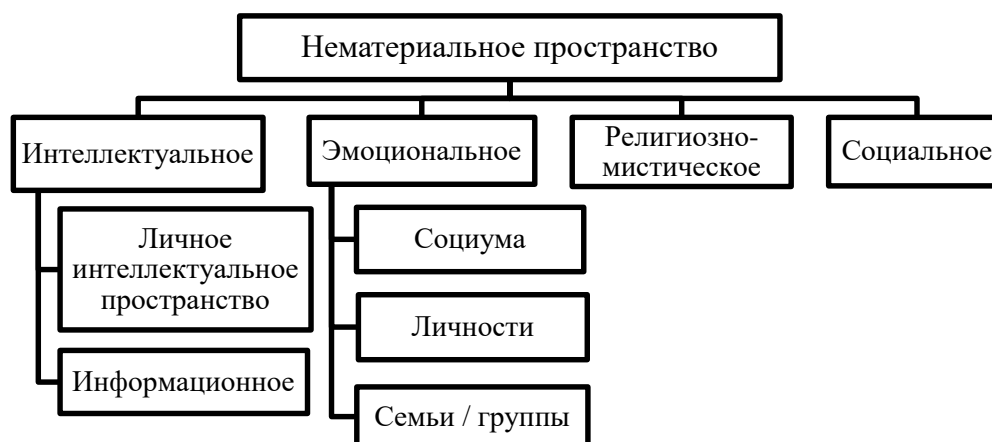 Нематериальное пространство
Интеллектуальное
Эмоциональное
Религиозно-
мистическое
Социальное
Личное
интеллектуальное
пространство
Информационное
Социума
Личности
Семьи / группы